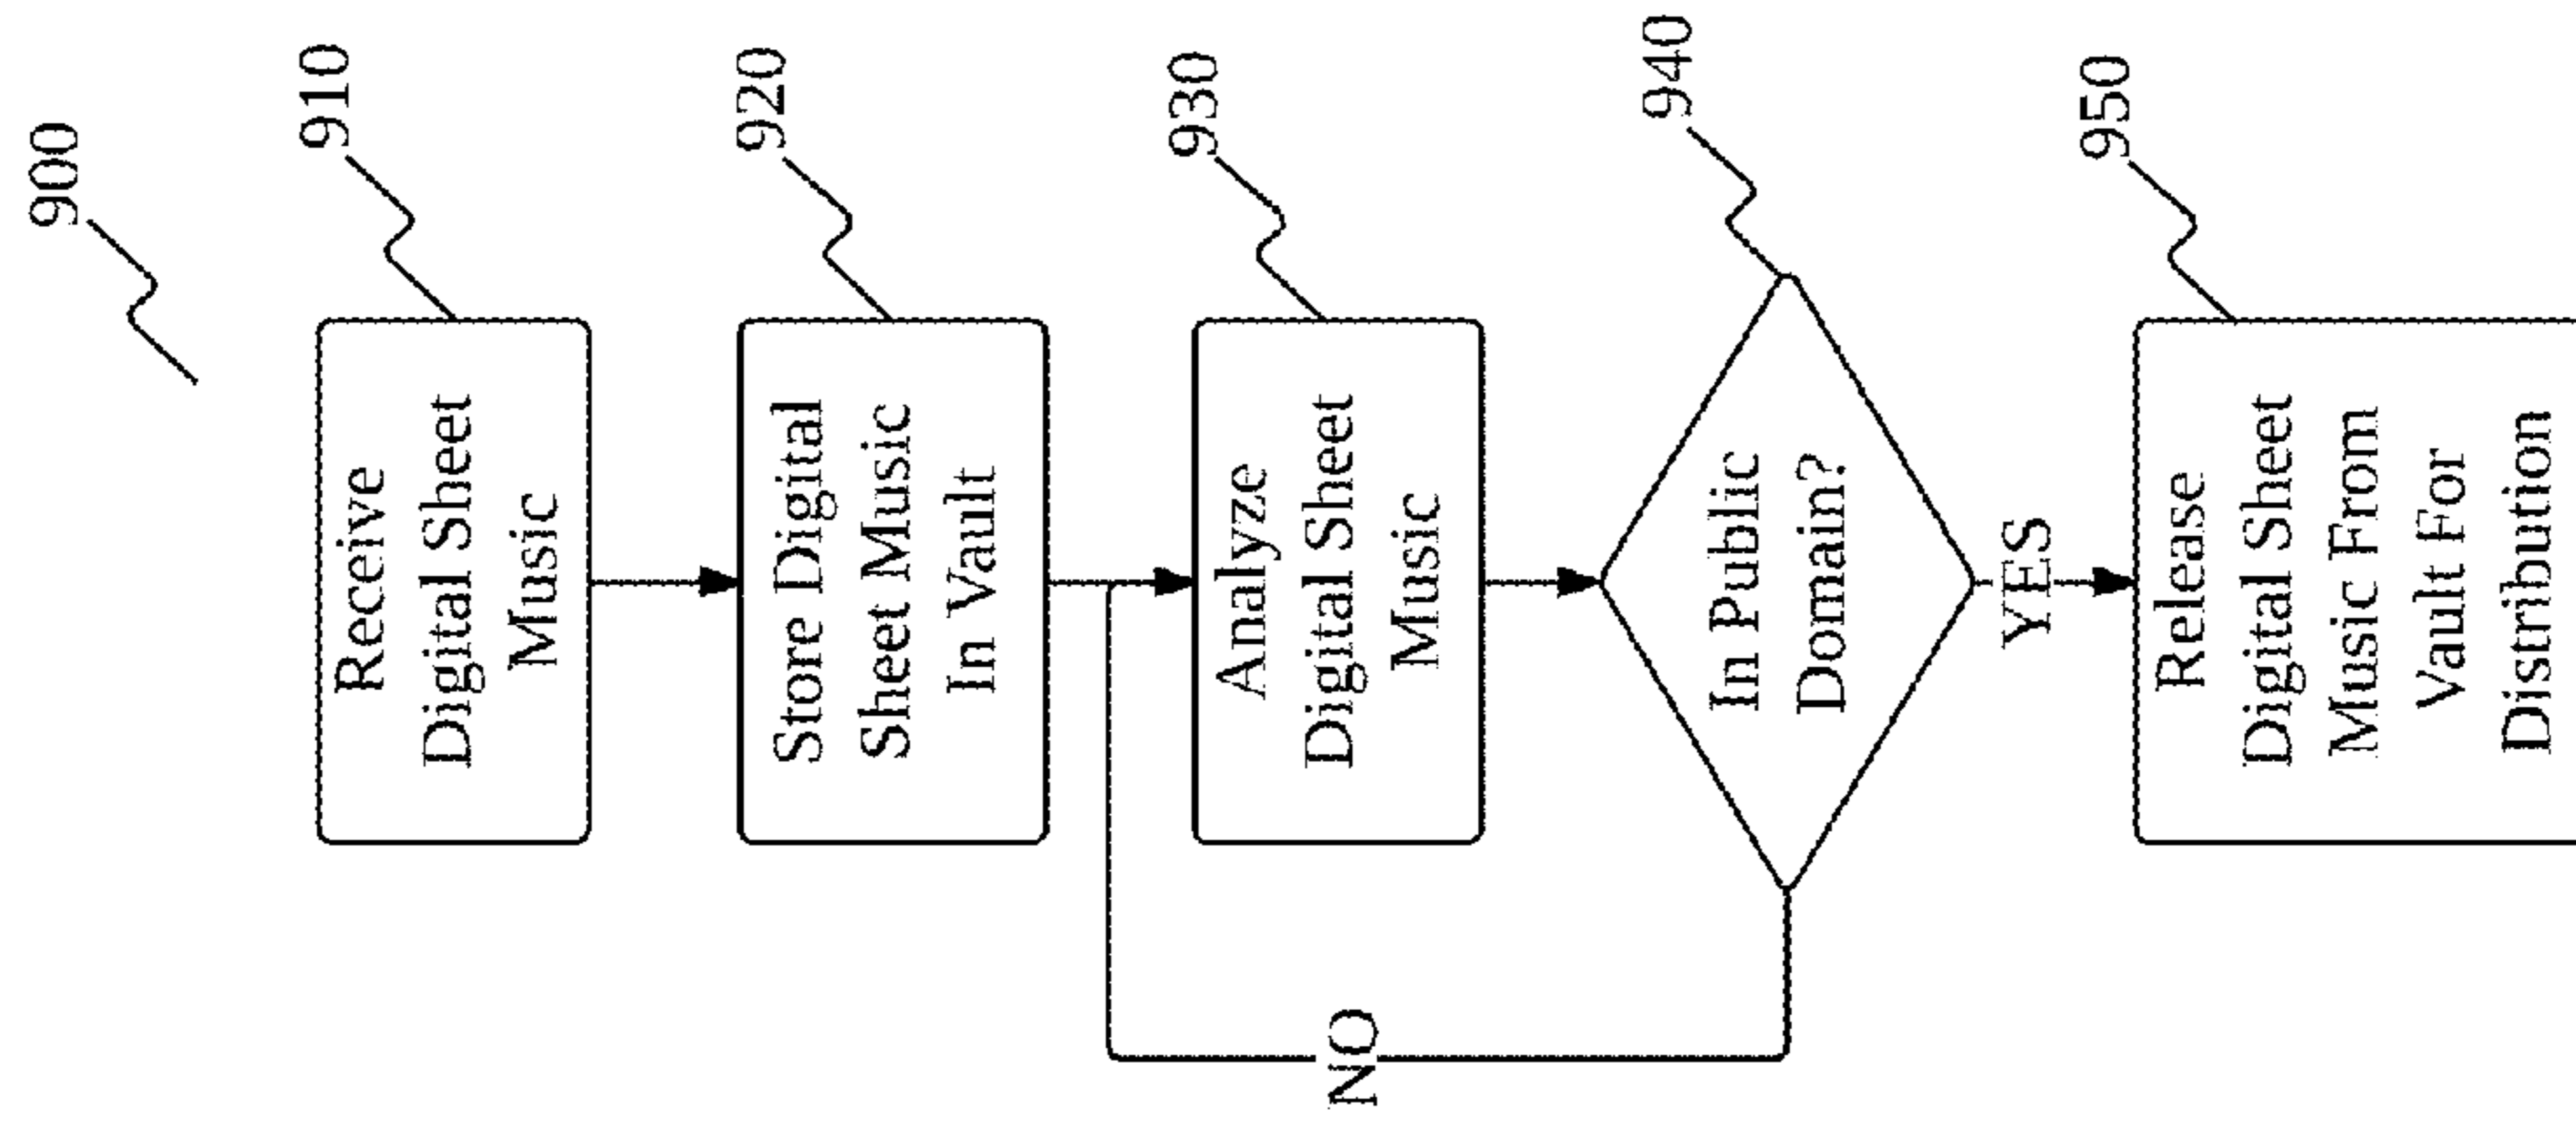 900
910
Receive
Digital Sheet
Music
920
Store Digital
Sheet Music
In Vault
930
Analyze
Digital Sheet
Music
940
In Public
Domain?
NO
YES
950
Release
Digital Sheet
Music From
Vault For
Distribution